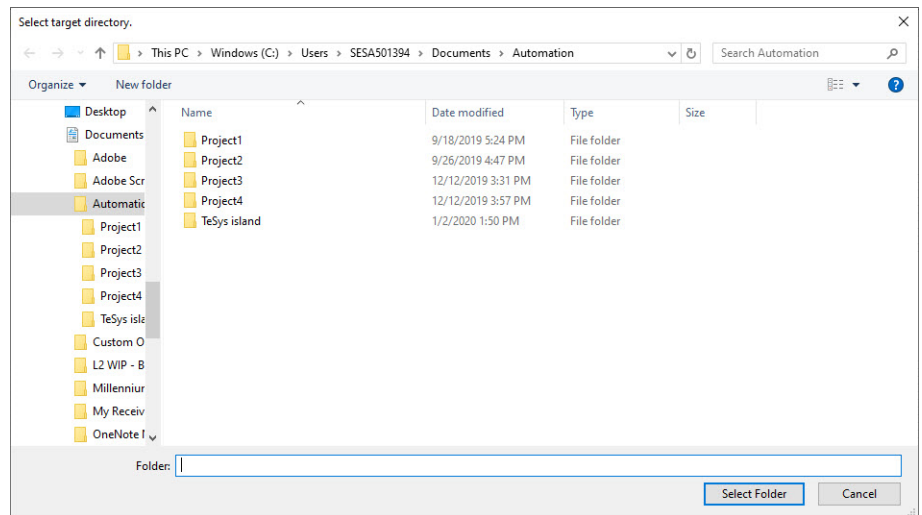 Select target directory.
This PC > Windows (C:) > Users > SESA501394 > Documents > Automation
Search Automation
Organize
New folder
Desktop
Documents
Adobe
Adobe Scr
Automatic
Project1
Project2
Project3
Project4
TeSys isla
Custom O
L2 WIP - B
Millenniur
My Receiv
OneNote N
Name Date modified Type Size
Project1 9/18/2019 5:24 PM File folder
Project2 9/26/2019 4:47 PM File folder
Project3 12/12/2019 3:31 PM File folder
Project4 12/12/2019 3:57 PM File folder
TeSys island 1/2/2020 1:50 PM File folder
Folder:
Select Folder
Cancel